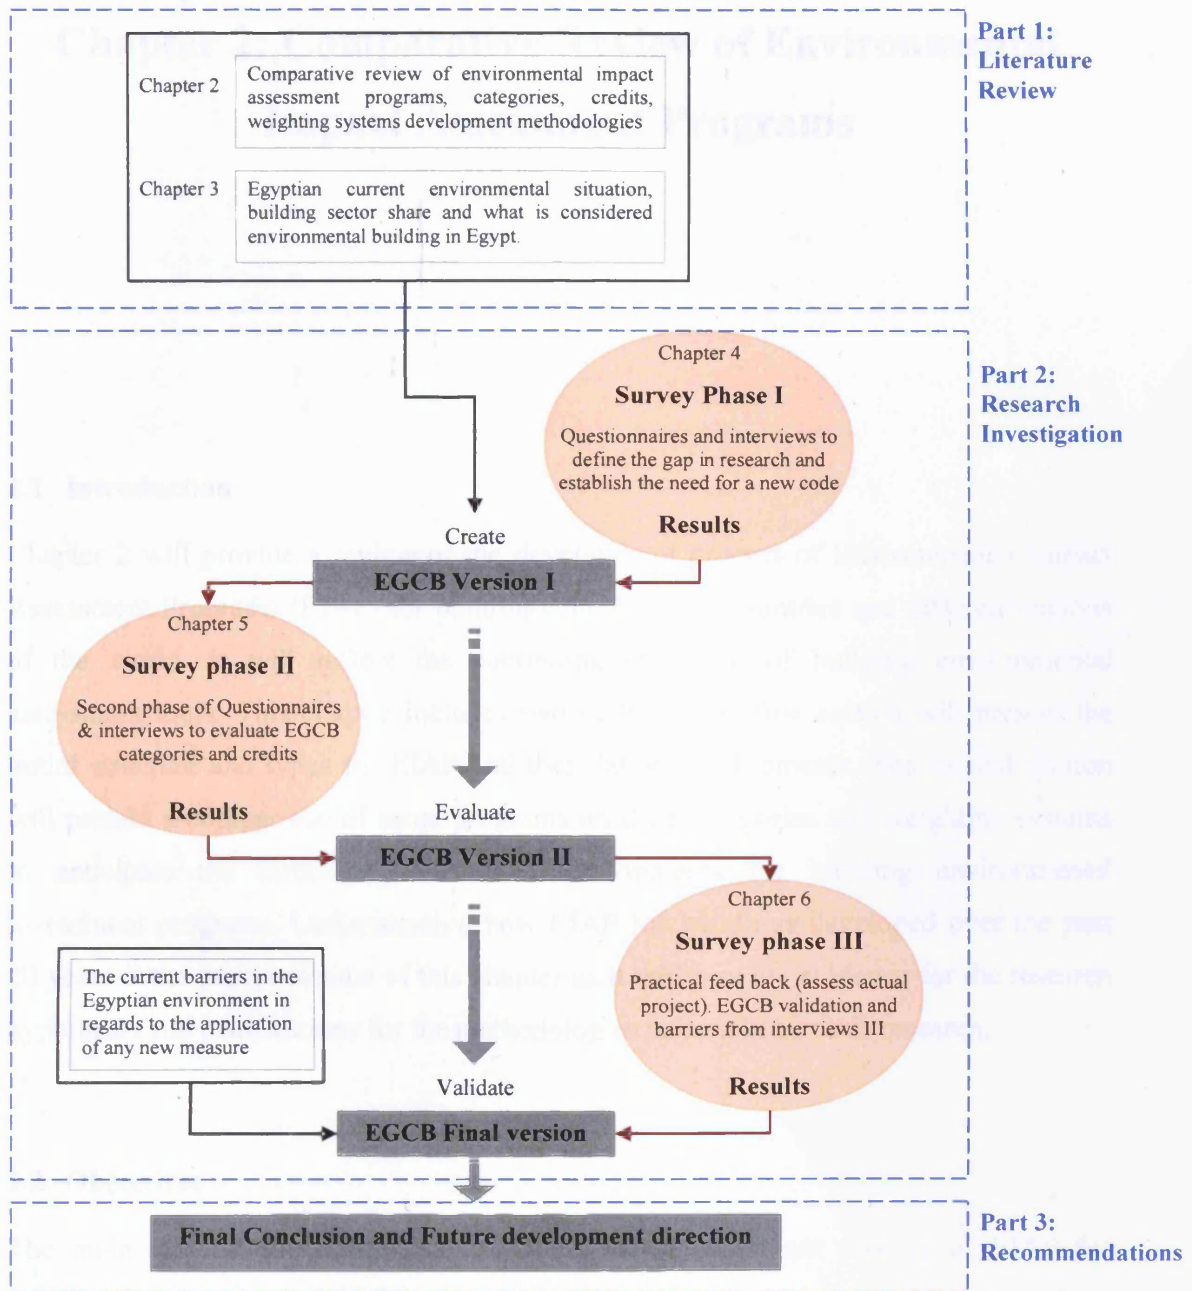 Part 1:
Literature
Review
Chapter 2
Comparative review of environmental impact
assessment programs, categories, credits,
weighting systems development methodologies
Chapter 3
Egyptian current environmental situation,
building sector share and what is considered
environmental building in Egypt.
Part 2:
Research
Investigation
Chapter 4
Survey Phase I
Questionnaires and interviews to
define the gap in research and
establish the need for a new code
Results
Create
EGCB Version I
Chapter 5
Survey phase II
Second phase of Questionnaires
& interviews to evaluate EGCB
categories and credits
Results
Evaluate
EGCB Version II
Chapter 6
Survey phase III
Practical feed back (assess actual
project). EGCB validation and
barriers from interviews III
Results
The current barriers in the
Egyptian environment in
regards to the application
of any new measure
Validate
EGCB Final version
Part 3:
Recommendations
Final Conclusion and Future development direction